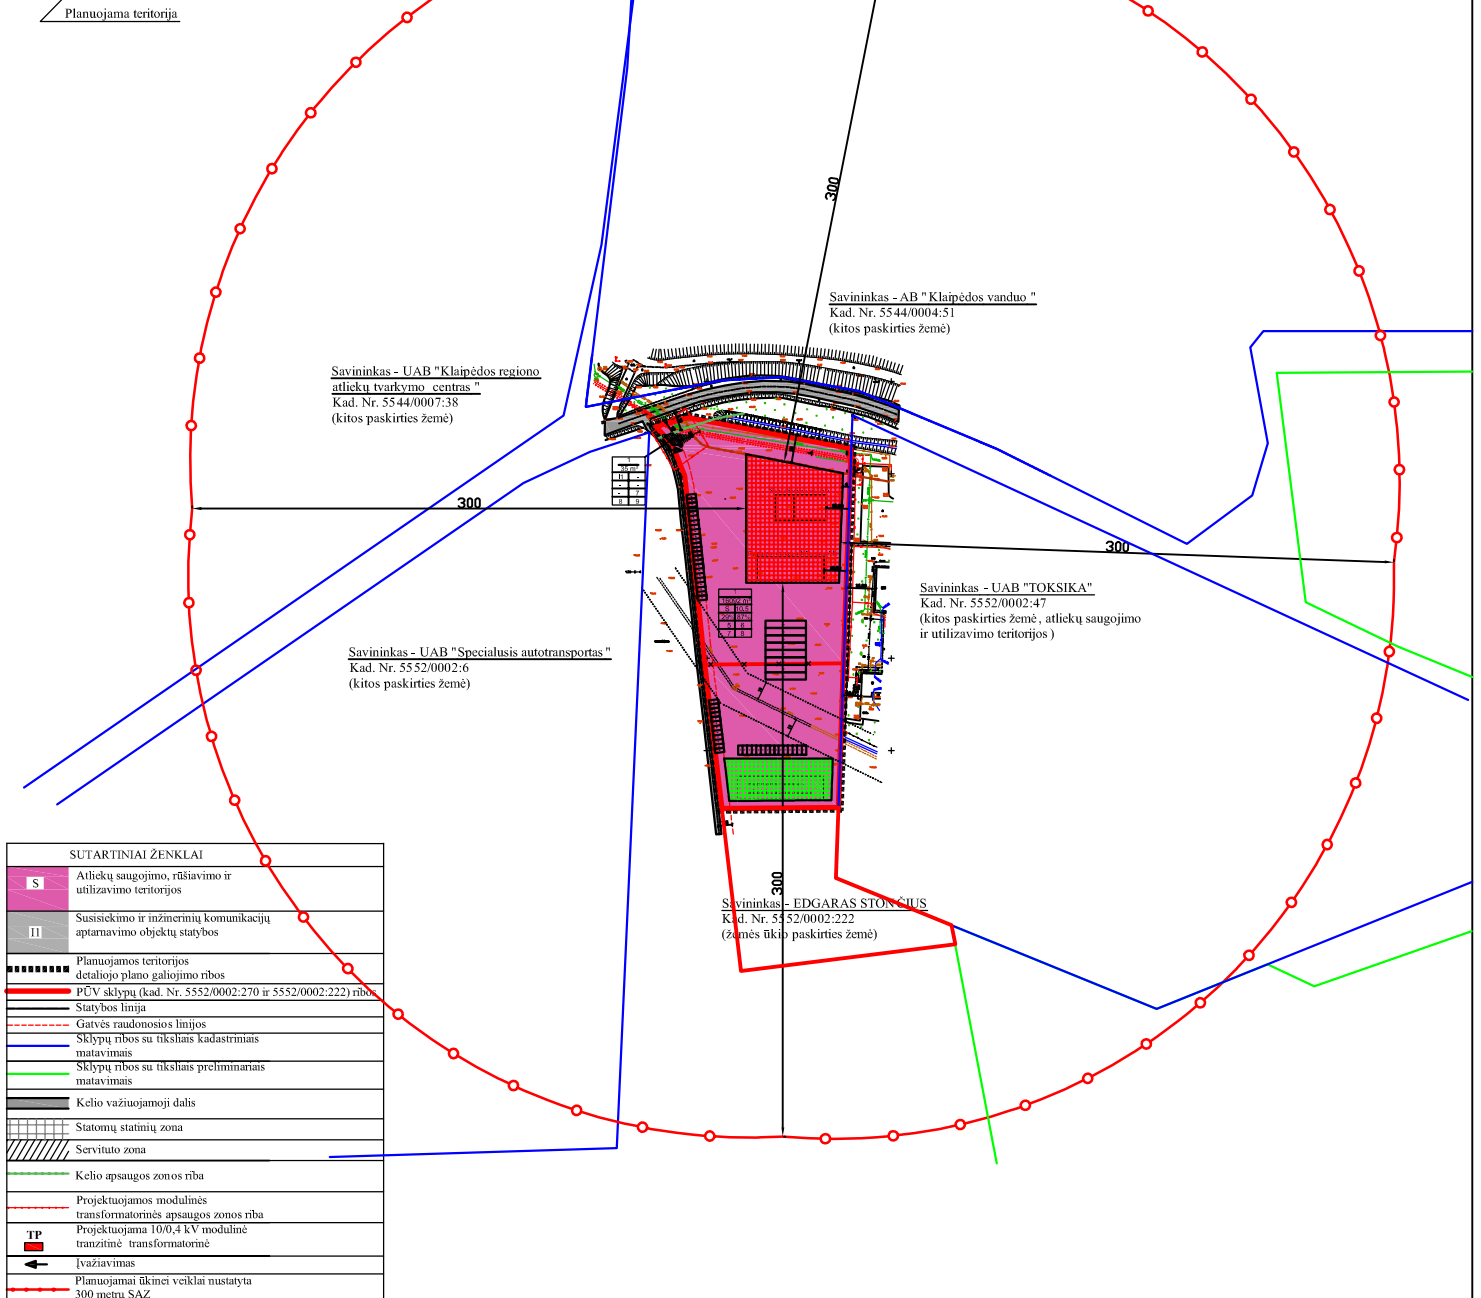 Planuojama teritorija
300
Savininkas - AB "Klaipėdos vanduo "
Kad. Nr. 5544/0004:51
(kitos paskirties žemė)
Savininkas - UAB "Klaipėdos regiono
atliekų tvarkymo centras "
Kad. Nr. 5544/0007:38
(kitos paskirties žemė)
300
300
Savininkas - UAB "TOKSIKA"
Kad. Nr. 5552/0002:47
(kitos paskirties žemė, atliekų saugojimo
ir utilizavimo teritorijos )
Savininkas - UAB "Specialusis autotransportas"
Kad. Nr. 5552/0002:6
(kitos paskirties žemė)
300
Savininkas - EDGARAS STONČIUS
Kad. Nr. 5552/0002:222
(žemės ūkio paskirties žemė)
SUTARTINIAI ŽENKLAI
S
Atliekų saugojimo, rūšiavimo ir
utilizavimo teritorijos
I1
Susisiekimo ir inžinerinių komunikacijų
aptarnavimo objektų statybos
Planuojamos teritorijos
detaliojo plano galiojimo ribos
PŪV sklypų (kad. Nr. 5552/0002:270 ir 5552/0002:222) ribos
Statybos linija
Gatvės raudonosios linijos
Sklypų ribos su tiksliais kadastriniais
matavimais
Sklypų ribos su tiksliais preliminariais
matavimais
Kelio važiuojamoji dalis
Statomų statinių zona
Servituto zona
Kelio apsaugos zonos riba
Projektuojamos modulinės
transformatorinės apsaugos zonos riba
TP
Projektuojama 10/0,4 kV modulinė
tranzitinė transformatorinė
Įvažiavimas
Planuojamai ūkinei veiklai nustatyta
300 metrų SAZ